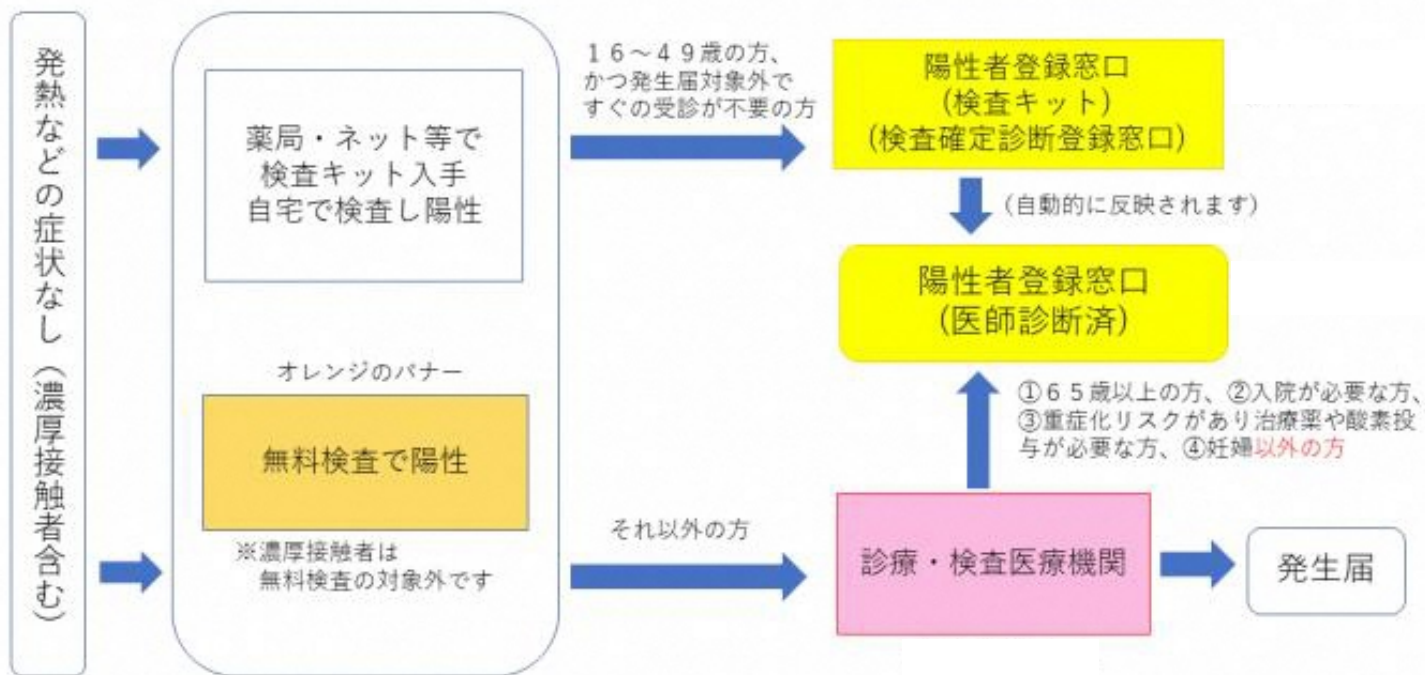 発熱などの症状なし（濃厚接触者含む）
薬局・ネット等で
検査キット入手
自宅で検査し陽性
オレンジのバナー
無料検査で陽性
※濃厚接触者は
無料検査の対象外です
１６～４９歳の方、
かつ発生届対象外で
すぐの受診が不要の方
陽性者登録窓口
(検査キット)
(検査確定診断登録窓口)
(自動的に反映されます)
陽性者登録窓口
(医師診断済)
①６５歳以上の方、②入院が必要な方、
③重症化リスクがあり治療薬や酸素投
与が必要な方、④妊婦以外の方
それ以外の方
診療・検査医療機関
発生届